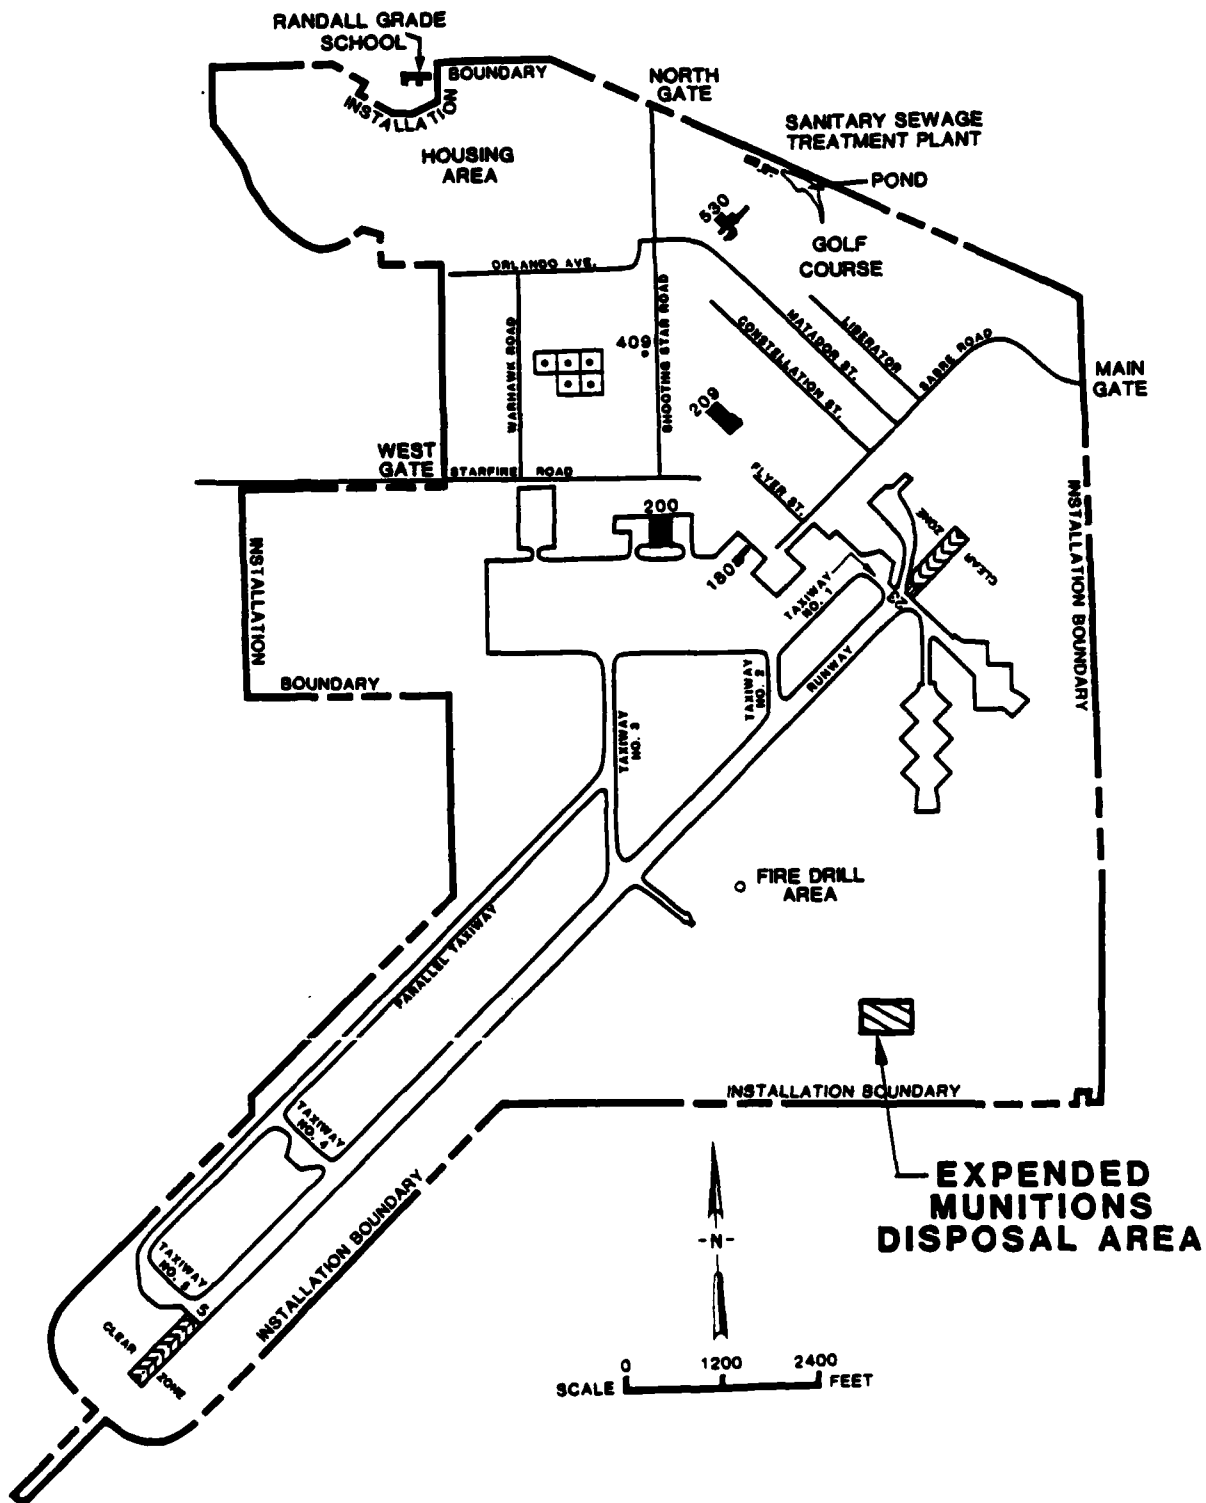 RANDALL GRADE
SCHOOL
BOUNDARY
INSTALLATION
NORTH
GATE
SANITARY SEWAGE
TREATMENT PLANT
HOUSING
AREA
POND
530
GOLF
COURSE
ORLANDO AVE.
WARHAWK ROAD
SHOOTING STAR ROAD
409
LIBERATOR
MATADOR ST.
CONSTELLATION ST.
SABRE ROAD
MAIN
GATE
209
WEST
GATE
STARFIRE ROAD
FLYER ST.
200
180
ZONE
CLEAR
INSTALLATION BOUNDARY
INSTALLATION
BOUNDARY
TAXIWAY
NO. 1
23
RUNWAY
TAXIWAY
NO. 2
TAXIWAY
NO. 3
FIRE DRILL
AREA
PARALLEL TAXIWAY
INSTALLATION BOUNDARY
TAXIWAY
NO. 4
EXPENDED
MUNITIONS
DISPOSAL AREA
-N-
INSTALLATION BOUNDARY
TAXIWAY
NO.
5
CLEAR
ZONE
0 1200 2400
SCALE FEET